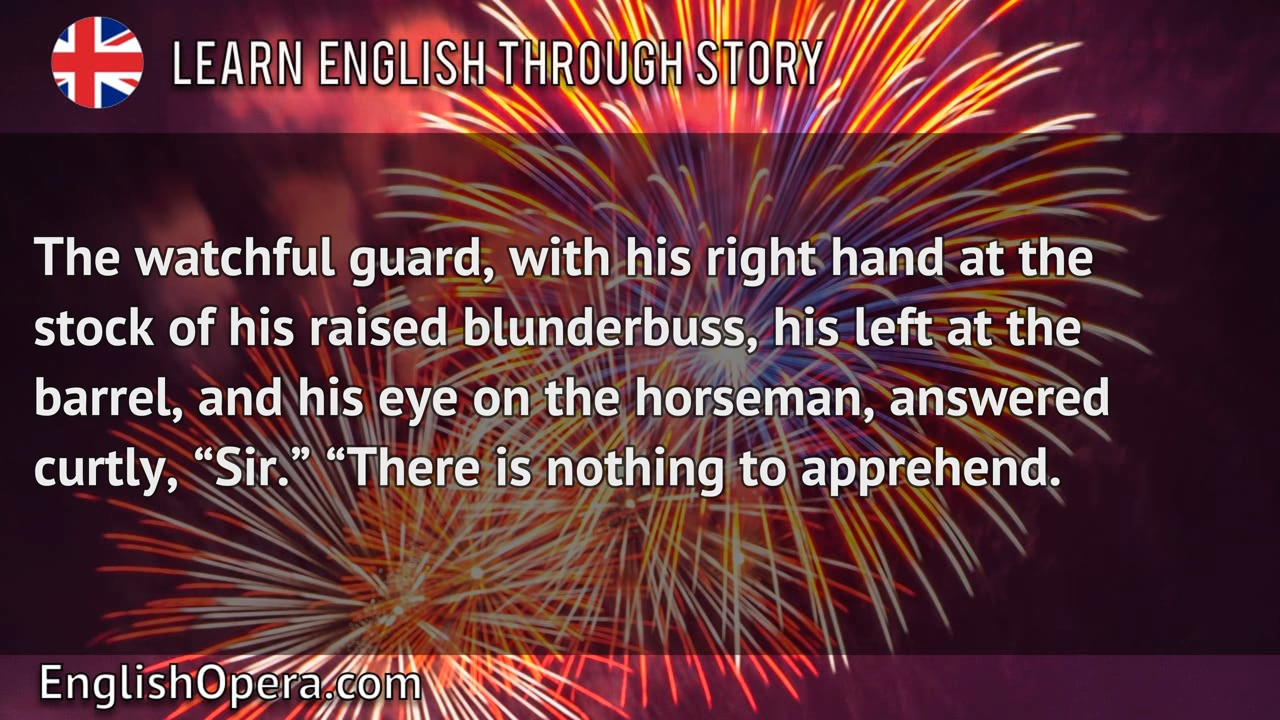 LEARN ENGLISH THROUGH STORY
The watchful guard, with his right hand at the
stock of his raised blunderbuss, his left at the
barrel, and his eye on the horseman, answered
curtly, “Sir.” “There is nothing to apprehend.
EnglishOpera.com